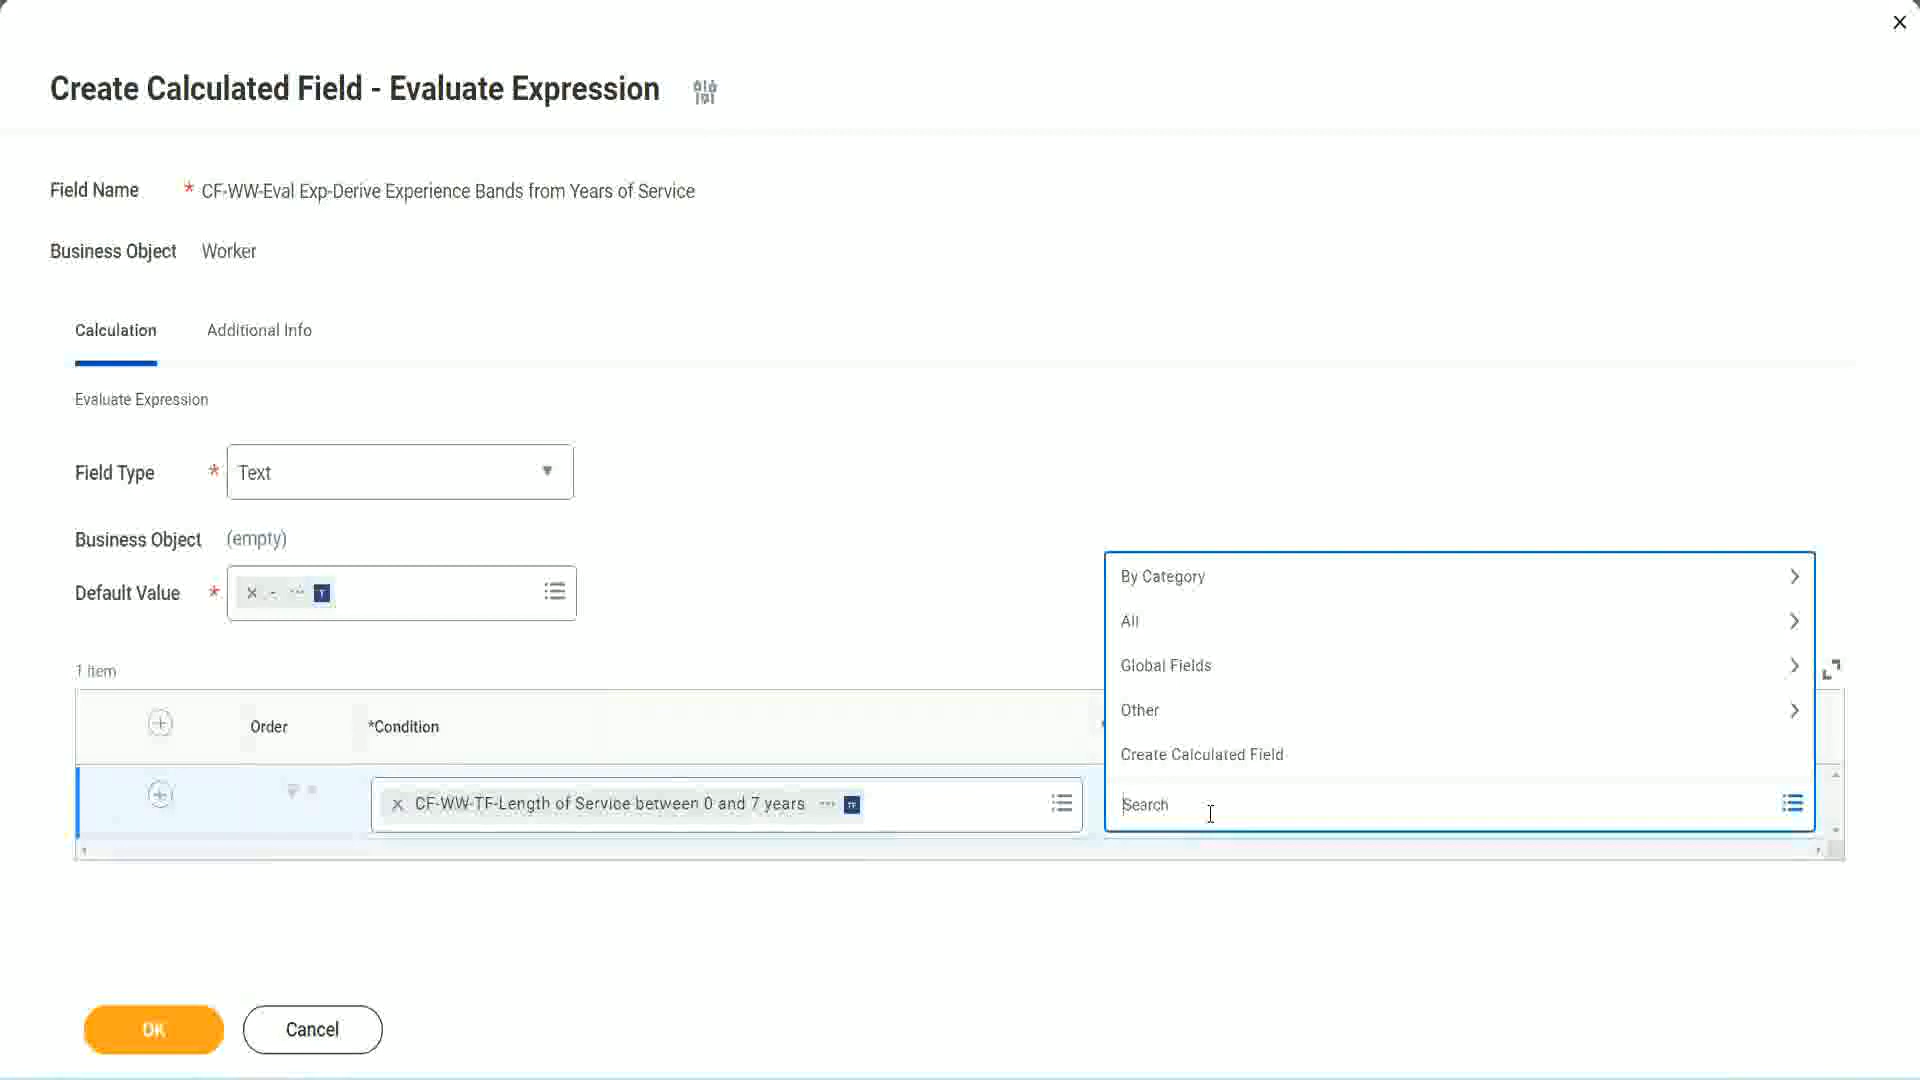 Create Calculated Field - Evaluate Expression
Field Name * CF-WW-Eval Exp-Derive Experience Bands from Years of Service
Business Object Worker
Calculation Additional Info
Evaluate Expression
Field Type * Text
Business Object (empty)
Default Value * - T
By Category
All
Global Fields
Other
Create Calculated Field
Search
1 item
Order *Condition
CF-WW-TF-Length of Service between 0 and 7 years TF
OK Cancel